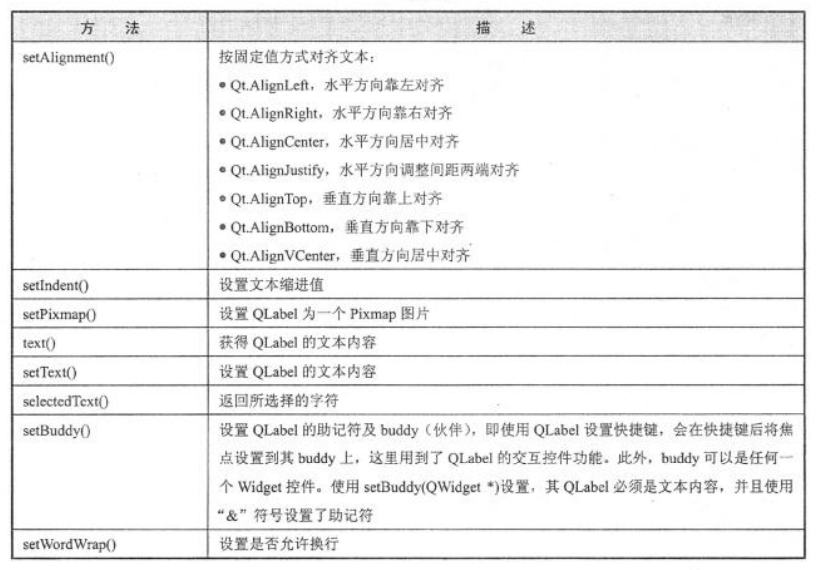 方 法 描 述
setAlignment() 按固定值方式对齐文本：
● Qt.AlignLeft，水平方向靠左对齐
● Qt.AlignRight，水平方向靠右对齐
● Qt.AlignCenter，水平方向居中对齐
● Qt.AlignJustify，水平方向调整间距两端对齐
● Qt.AlignTop，垂直方向靠上对齐
● Qt.AlignBottom，垂直方向靠下对齐
● Qt.AlignVCenter，垂直方向居中对齐
setIndent() 设置文本缩进值
setPixmap() 设置 QLabel 为一个 Pixmap 图片
text() 获得 QLabel 的文本内容
setText() 设置 QLabel 的文本内容
selectedText() 返回所选择的字符
setBuddy() 设置 QLabel 的助记符及 buddy（伙伴），即使用 QLabel 设置快捷键，会在快捷键后将焦
点设置到其 buddy 上，这里用到了 QLabel 的交互控件功能。此外，buddy 可以是任何一
个 Widget 控件。使用 setBuddy(QWidget *)设置，其 QLabel 必须是文本内容，并且使用
“&”符号设置了助记符
setWordWrap() 设置是否允许换行